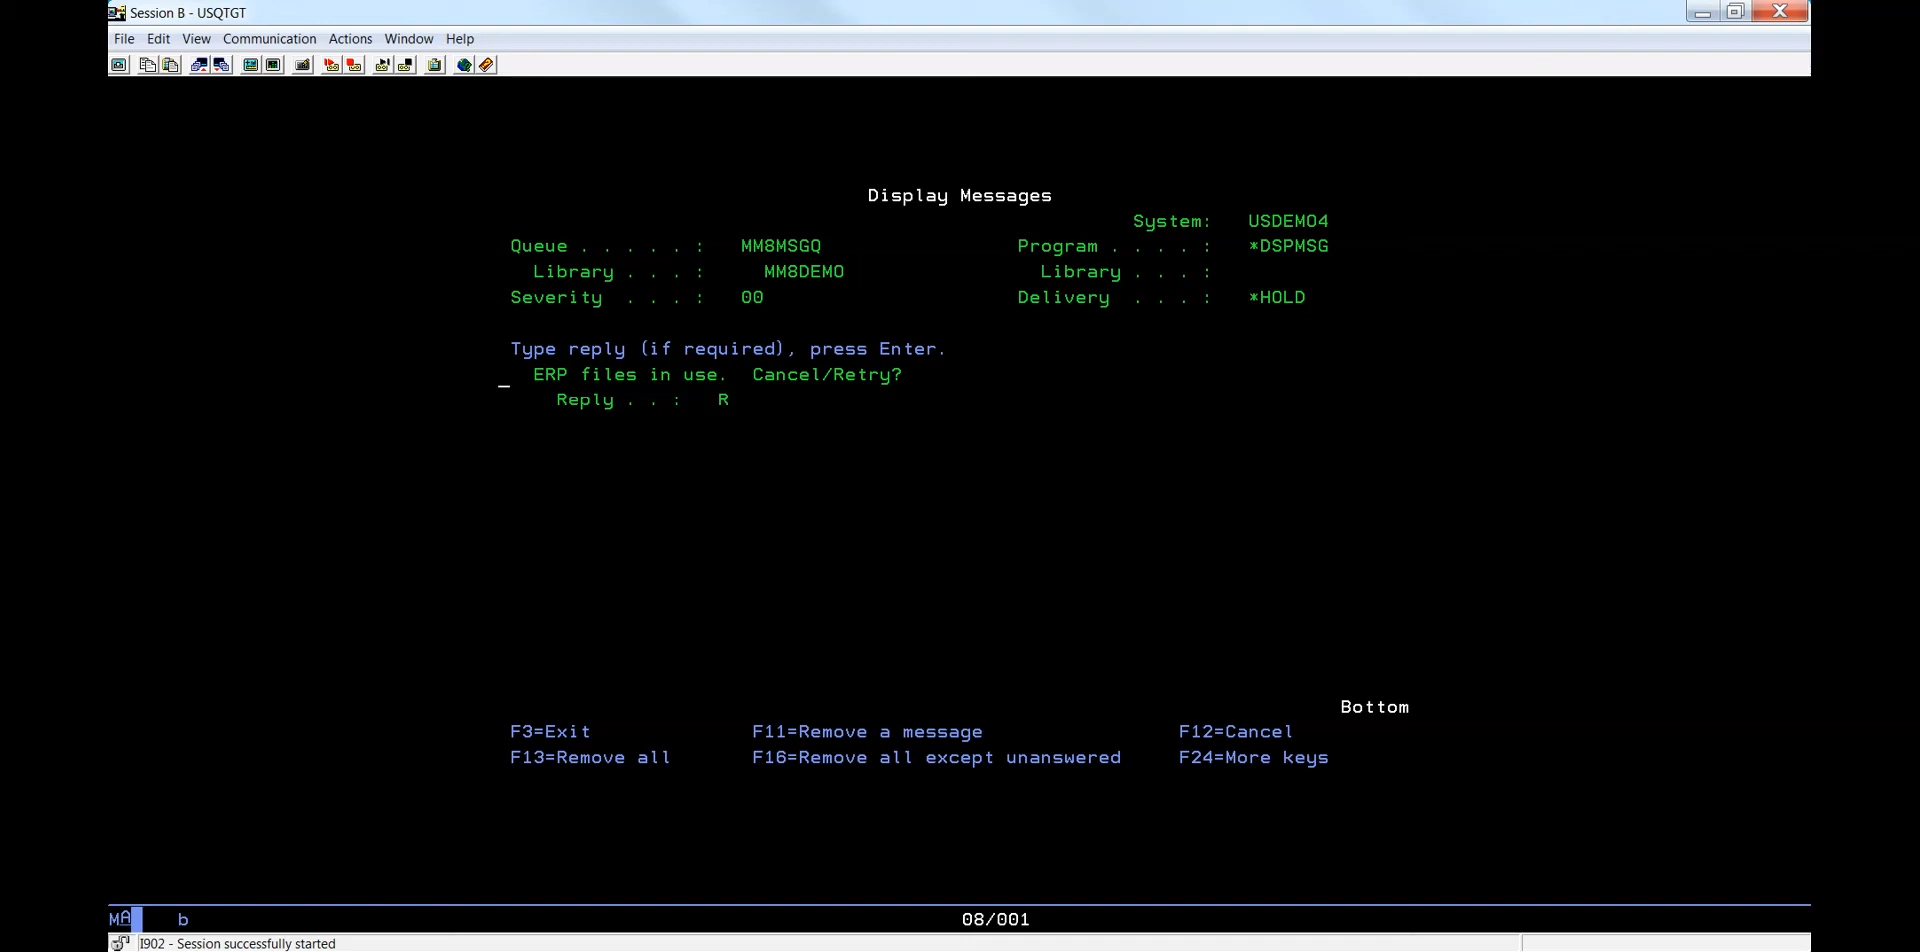 Session B - USQTGT
File Edit View Communication Actions Window Help
Display Messages
System: USDEMO4
Queue . . . . . : MM8MSGQ Program . . . . : *DSPMSG
Library . . . : MM8DEMO Library . . . :
Severity . . . : 00 Delivery . . . : *HOLD
Type reply (if required), press Enter.
_ ERP files in use. Cancel/Retry?
Reply . . : R
Bottom
F3=Exit F11=Remove a message F12=Cancel
F13=Remove all F16=Remove all except unanswered F24=More keys
MA b 08/001
I902 - Session successfully started